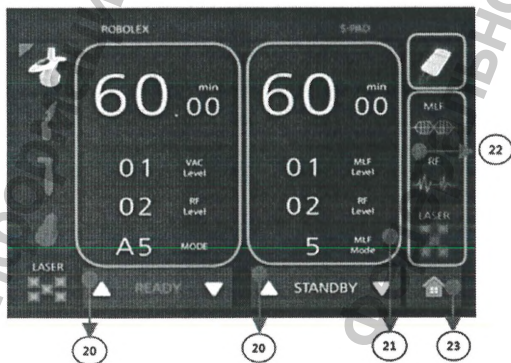 ROBOLEX
S-PAD
60.00 min
60 00 min
01 VAC Level
02 RF Level
A5 MODE
01 MLF Level
02 RF Level
5 MLF Mode
MLF
RF
LASER
LASER
READY
STANDBY
20
20
21
22
23